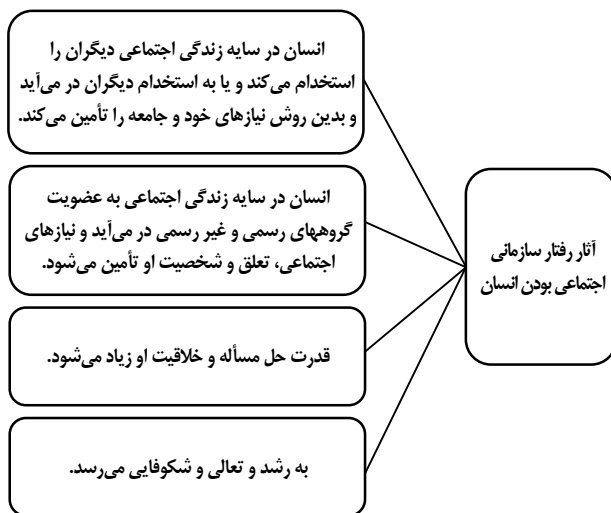 آثار رفتار سازمانی
اجتماعی بودن انسان
انسان در سایه زندگی اجتماعی دیگران را
استخدام می‌کند و یا به استخدام دیگران در می‌آید
و بدین روش نیازهای خود و جامعه را تأمین می‌کند.
انسان در سایه زندگی اجتماعی به عضویت
گروههای رسمی و غیر رسمی در می‌آید و نیازهای
اجتماعی، تعلق و شخصیت او تأمین می‌شود.
قدرت حل مسأله و خلاقیت او زیاد می‌شود.
به رشد و تعالی و شکوفایی می‌رسد.